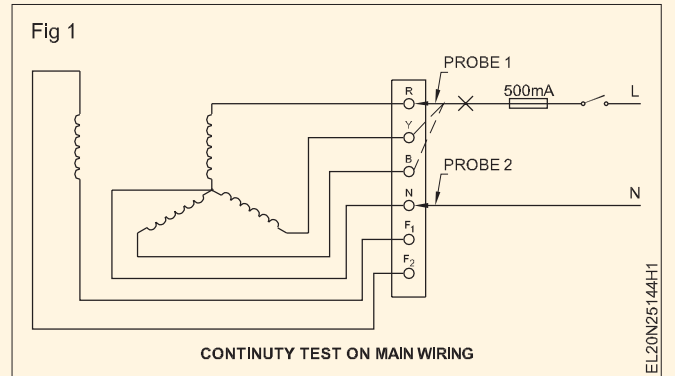 Fig 1
PROBE 1
R
500mA
L
Y
B
PROBE 2
N
N
F1
F2
CONTINUTY TEST ON MAIN WIRING
EL20N25144H1